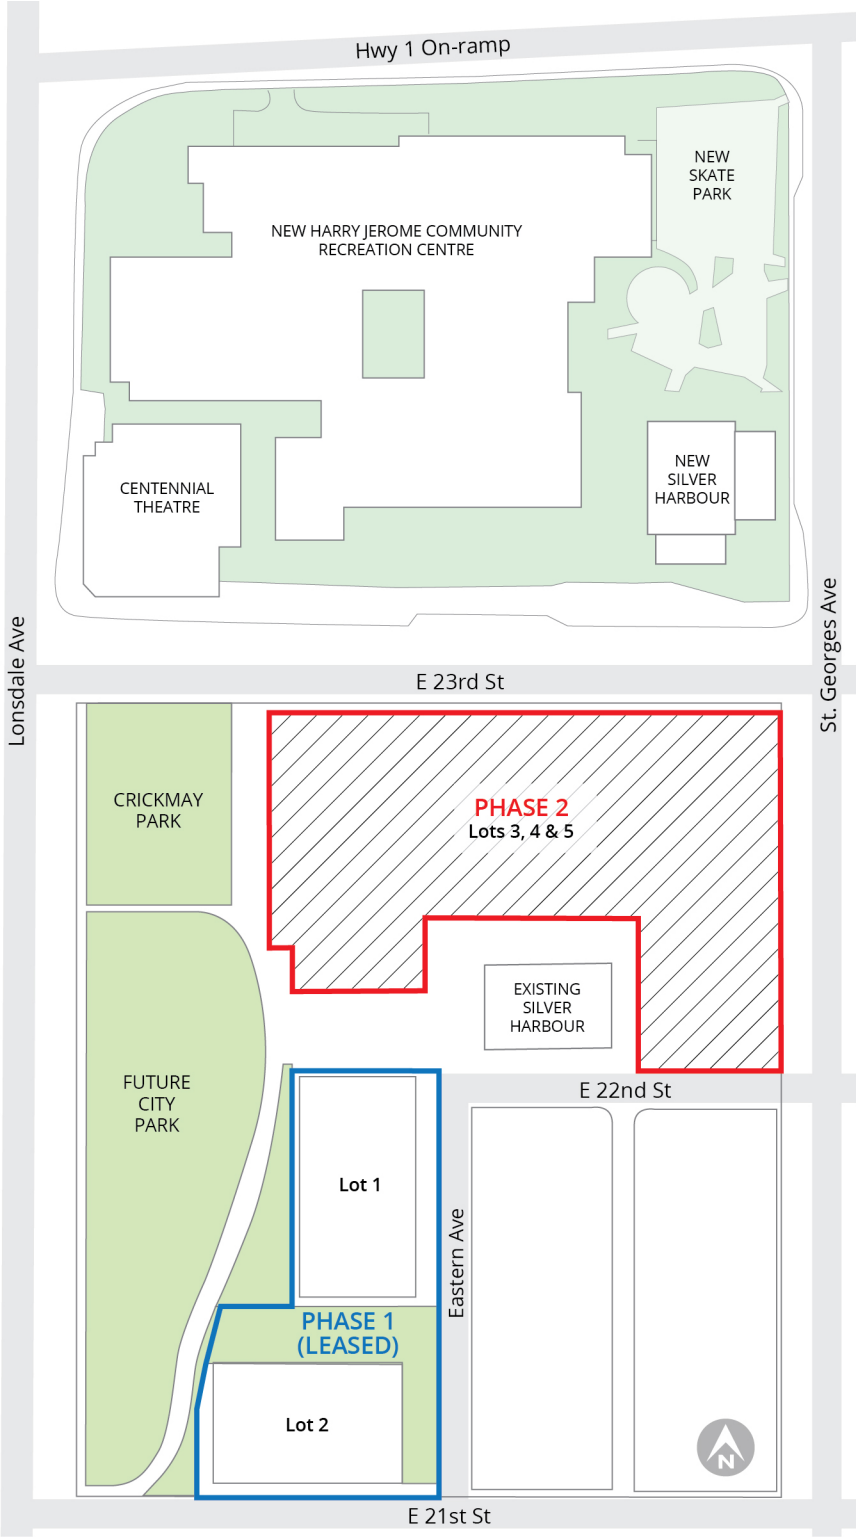 Hwy 1 On-ramp
NEW
SKATE
PARK
NEW HARRY JEROME COMMUNITY
RECREATION CENTRE
CENTENNIAL
THEATRE
NEW
SILVER
HARBOUR
Lonsdale Ave
St. Georges Ave
E 23rd St
CRICKMAY
PARK
PHASE 2
Lots 3, 4 & 5
EXISTING
SILVER
HARBOUR
FUTURE
CITY
PARK
E 22nd St
Lot 1
Eastern Ave
PHASE 1
(LEASED)
Lot 2
N
E 21st St